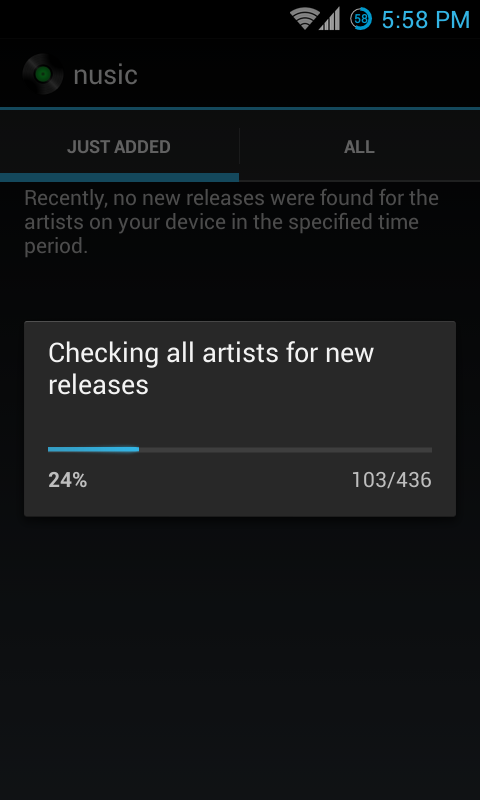 58 5:58 PM
nusic
JUST ADDED ALL
Recently, no new releases were found for the
artists on your device in the specified time
period.
Checking all artists for new
releases
24% 103/436